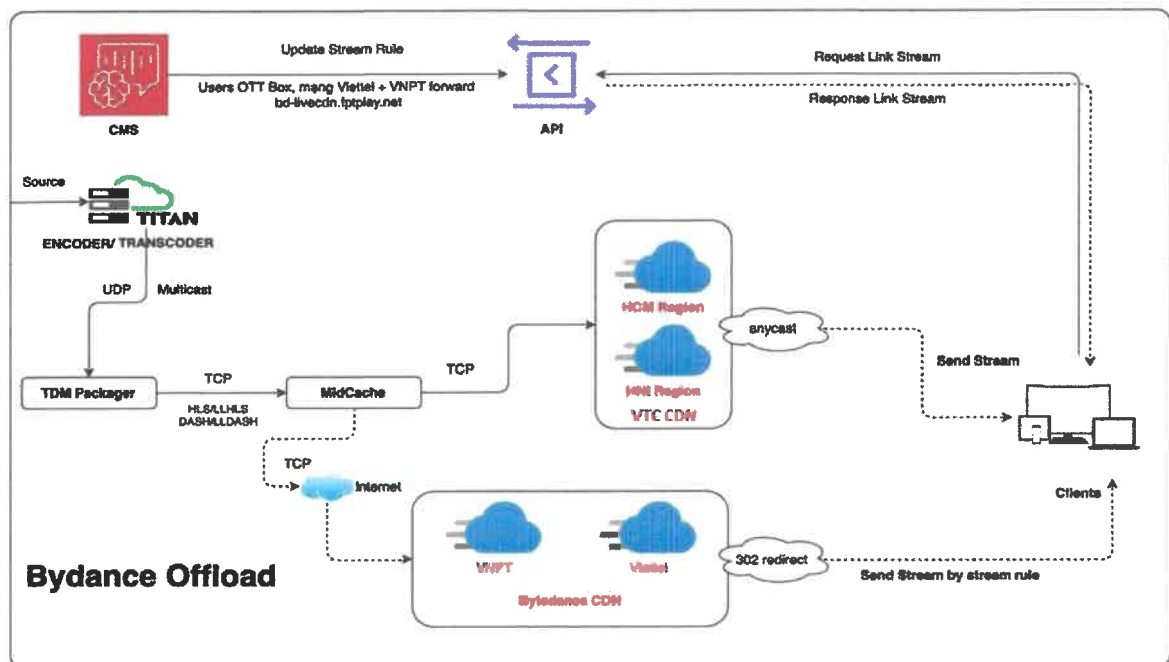 Update Stream Rule
Users OTT Box, mạng Viettel + VNPT forward
bd-livecdn.fptplay.net
CMS
API
Request Link Stream
Response Link Stream
Source
TITAN
ENCODER/ TRANSCODER
UDP
Multicast
TDM Packager
TCP
HLS/LLHLS
DASH/LLDASH
MidCache
TCP
HCM Region
HNI Region
VTC CDN
anycast
Send Stream
Clients
TCP
Internet
VNPT
Viettel
Bytedance CDN
302 redirect
Send Stream by stream rule
Bydance Offload